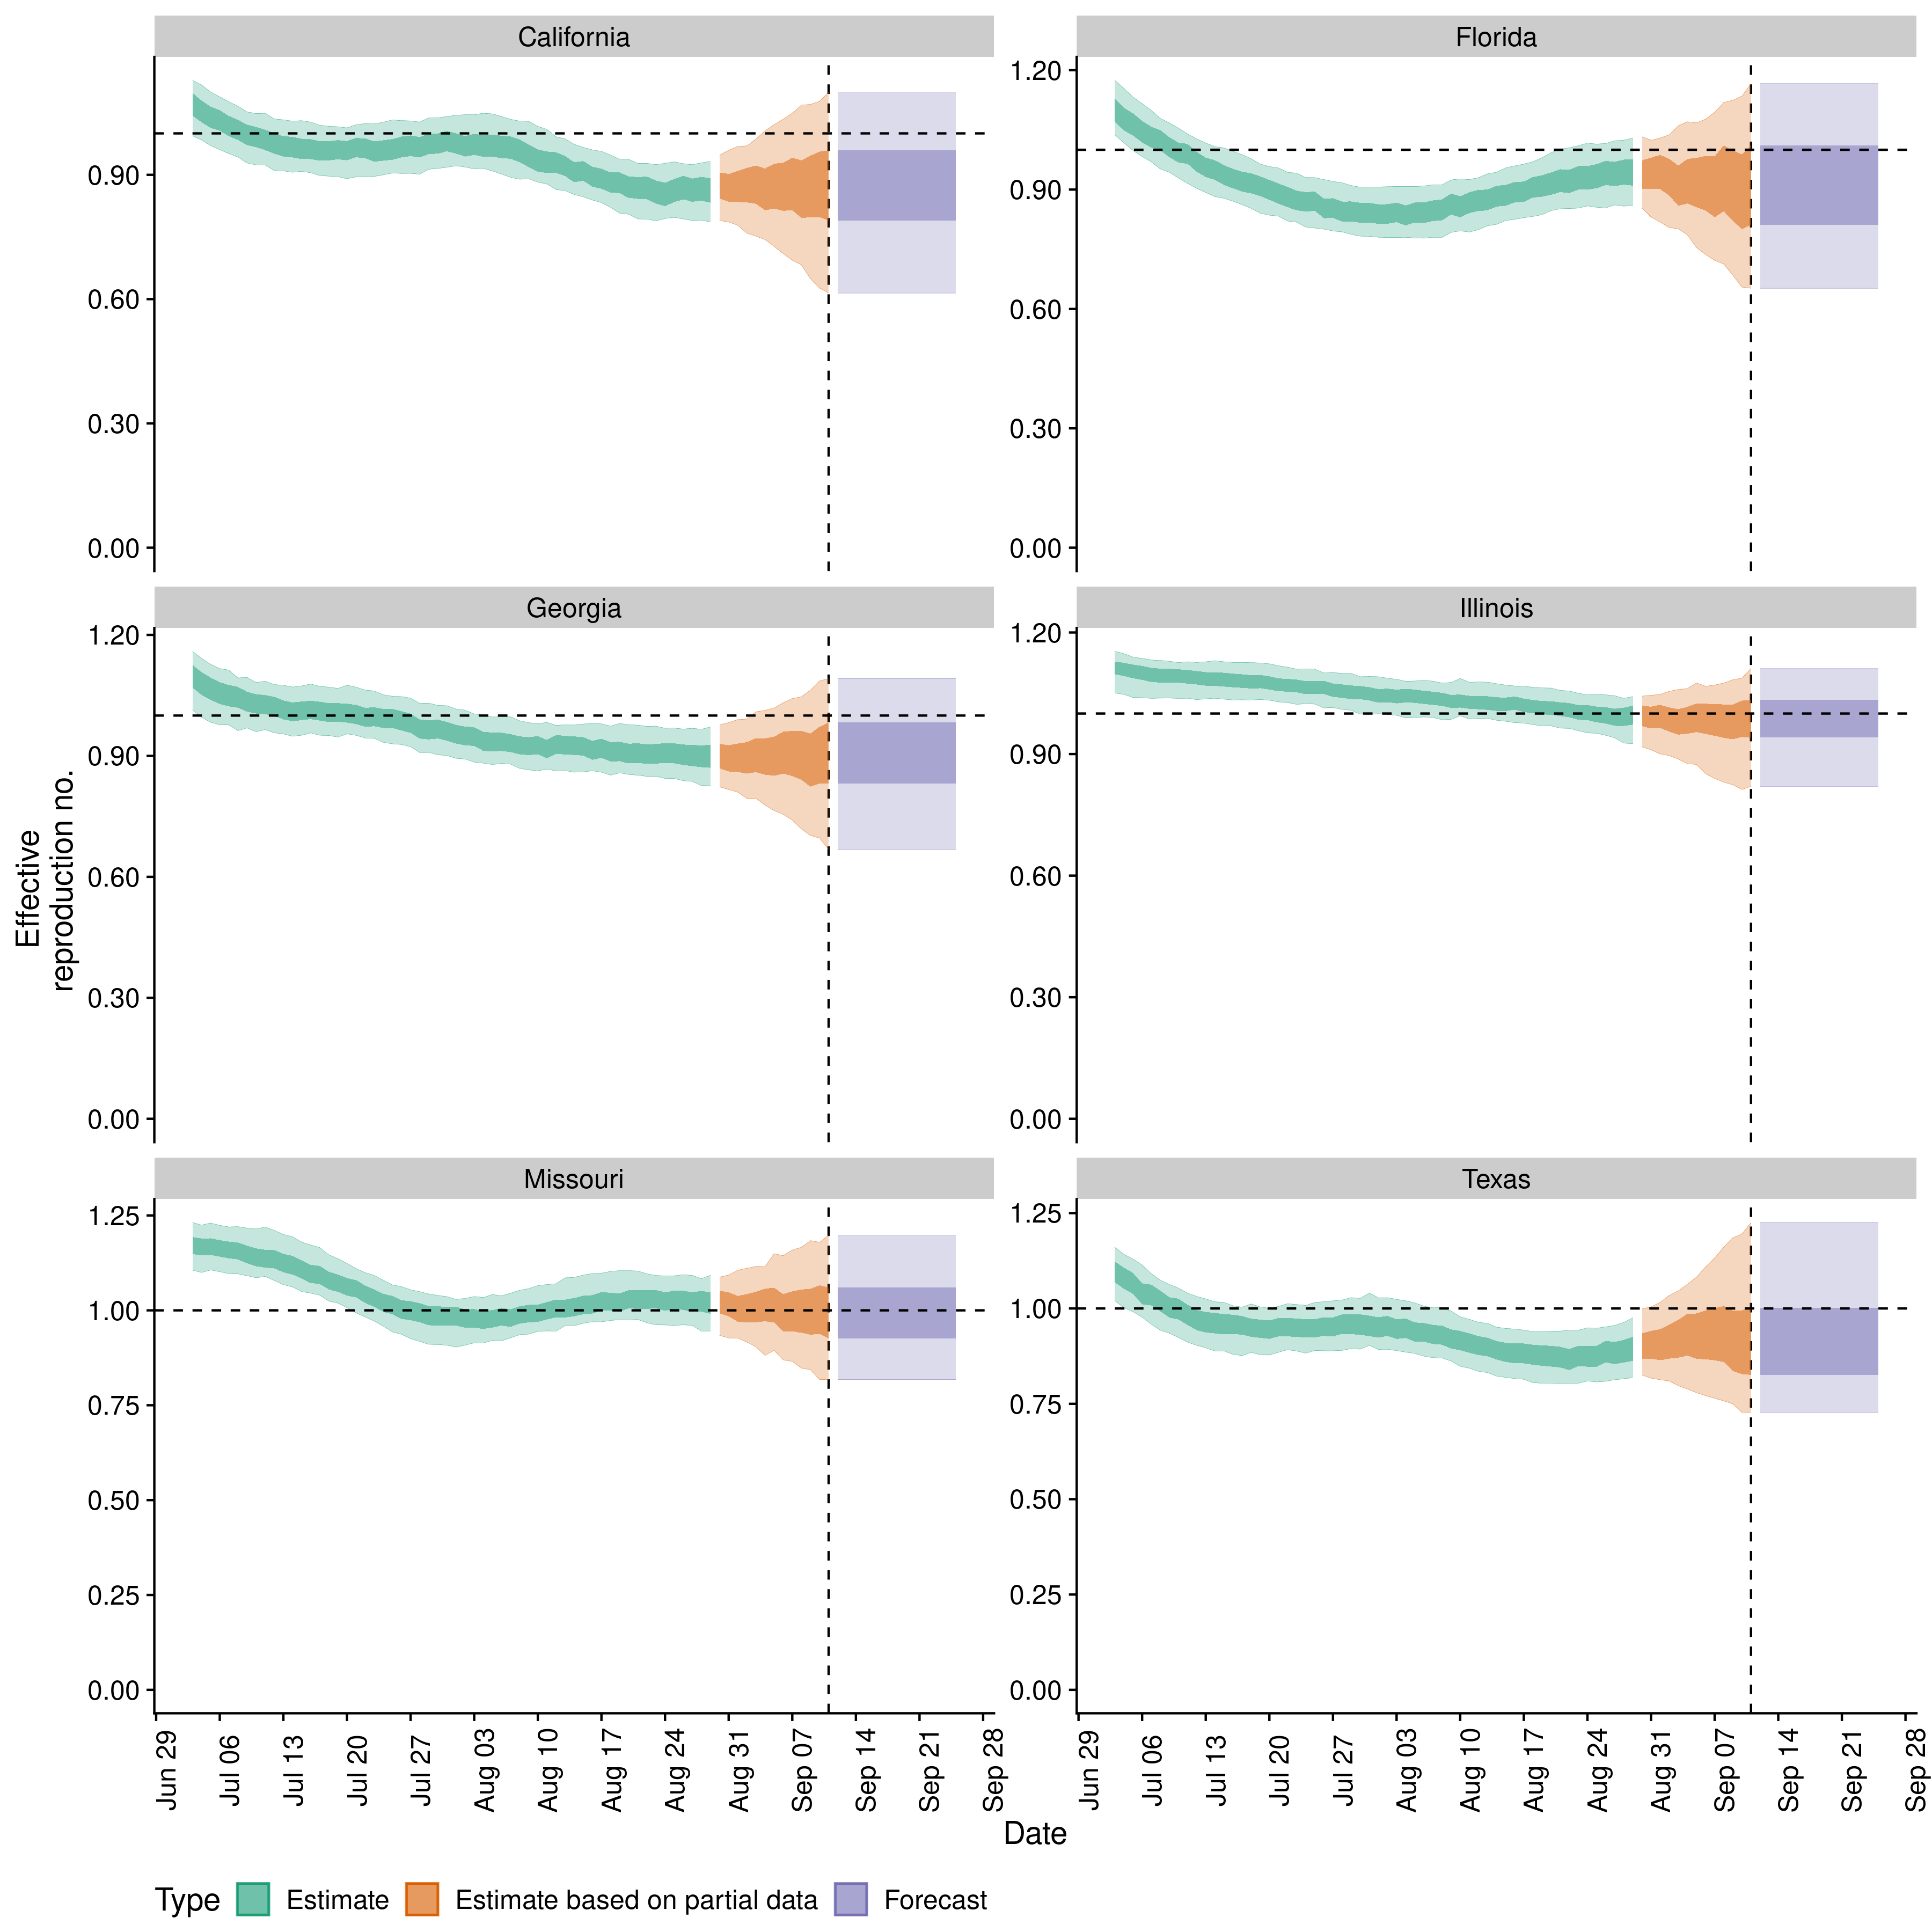 California
Florida
0.90
0.60
0.30
0.00
1.20
0.90
0.60
0.30
0.00
Georgia
Illinois
1.20
0.90
0.60
0.30
0.00
1.20
0.90
0.60
0.30
0.00
Effective
reproduction no.
Missouri
Texas
1.25
1.00
0.75
0.50
0.25
0.00
1.25
1.00
0.75
0.50
0.25
0.00
Jun 29
Jul 06
Jul 13
Jul 20
Jul 27
Aug 03
Aug 10
Aug 17
Aug 24
Aug 31
Sep 07
Sep 14
Sep 21
Sep 28
Jun 29
Jul 06
Jul 13
Jul 20
Jul 27
Aug 03
Aug 10
Aug 17
Aug 24
Aug 31
Sep 07
Sep 14
Sep 21
Sep 28
Date
Type Estimate Estimate based on partial data Forecast